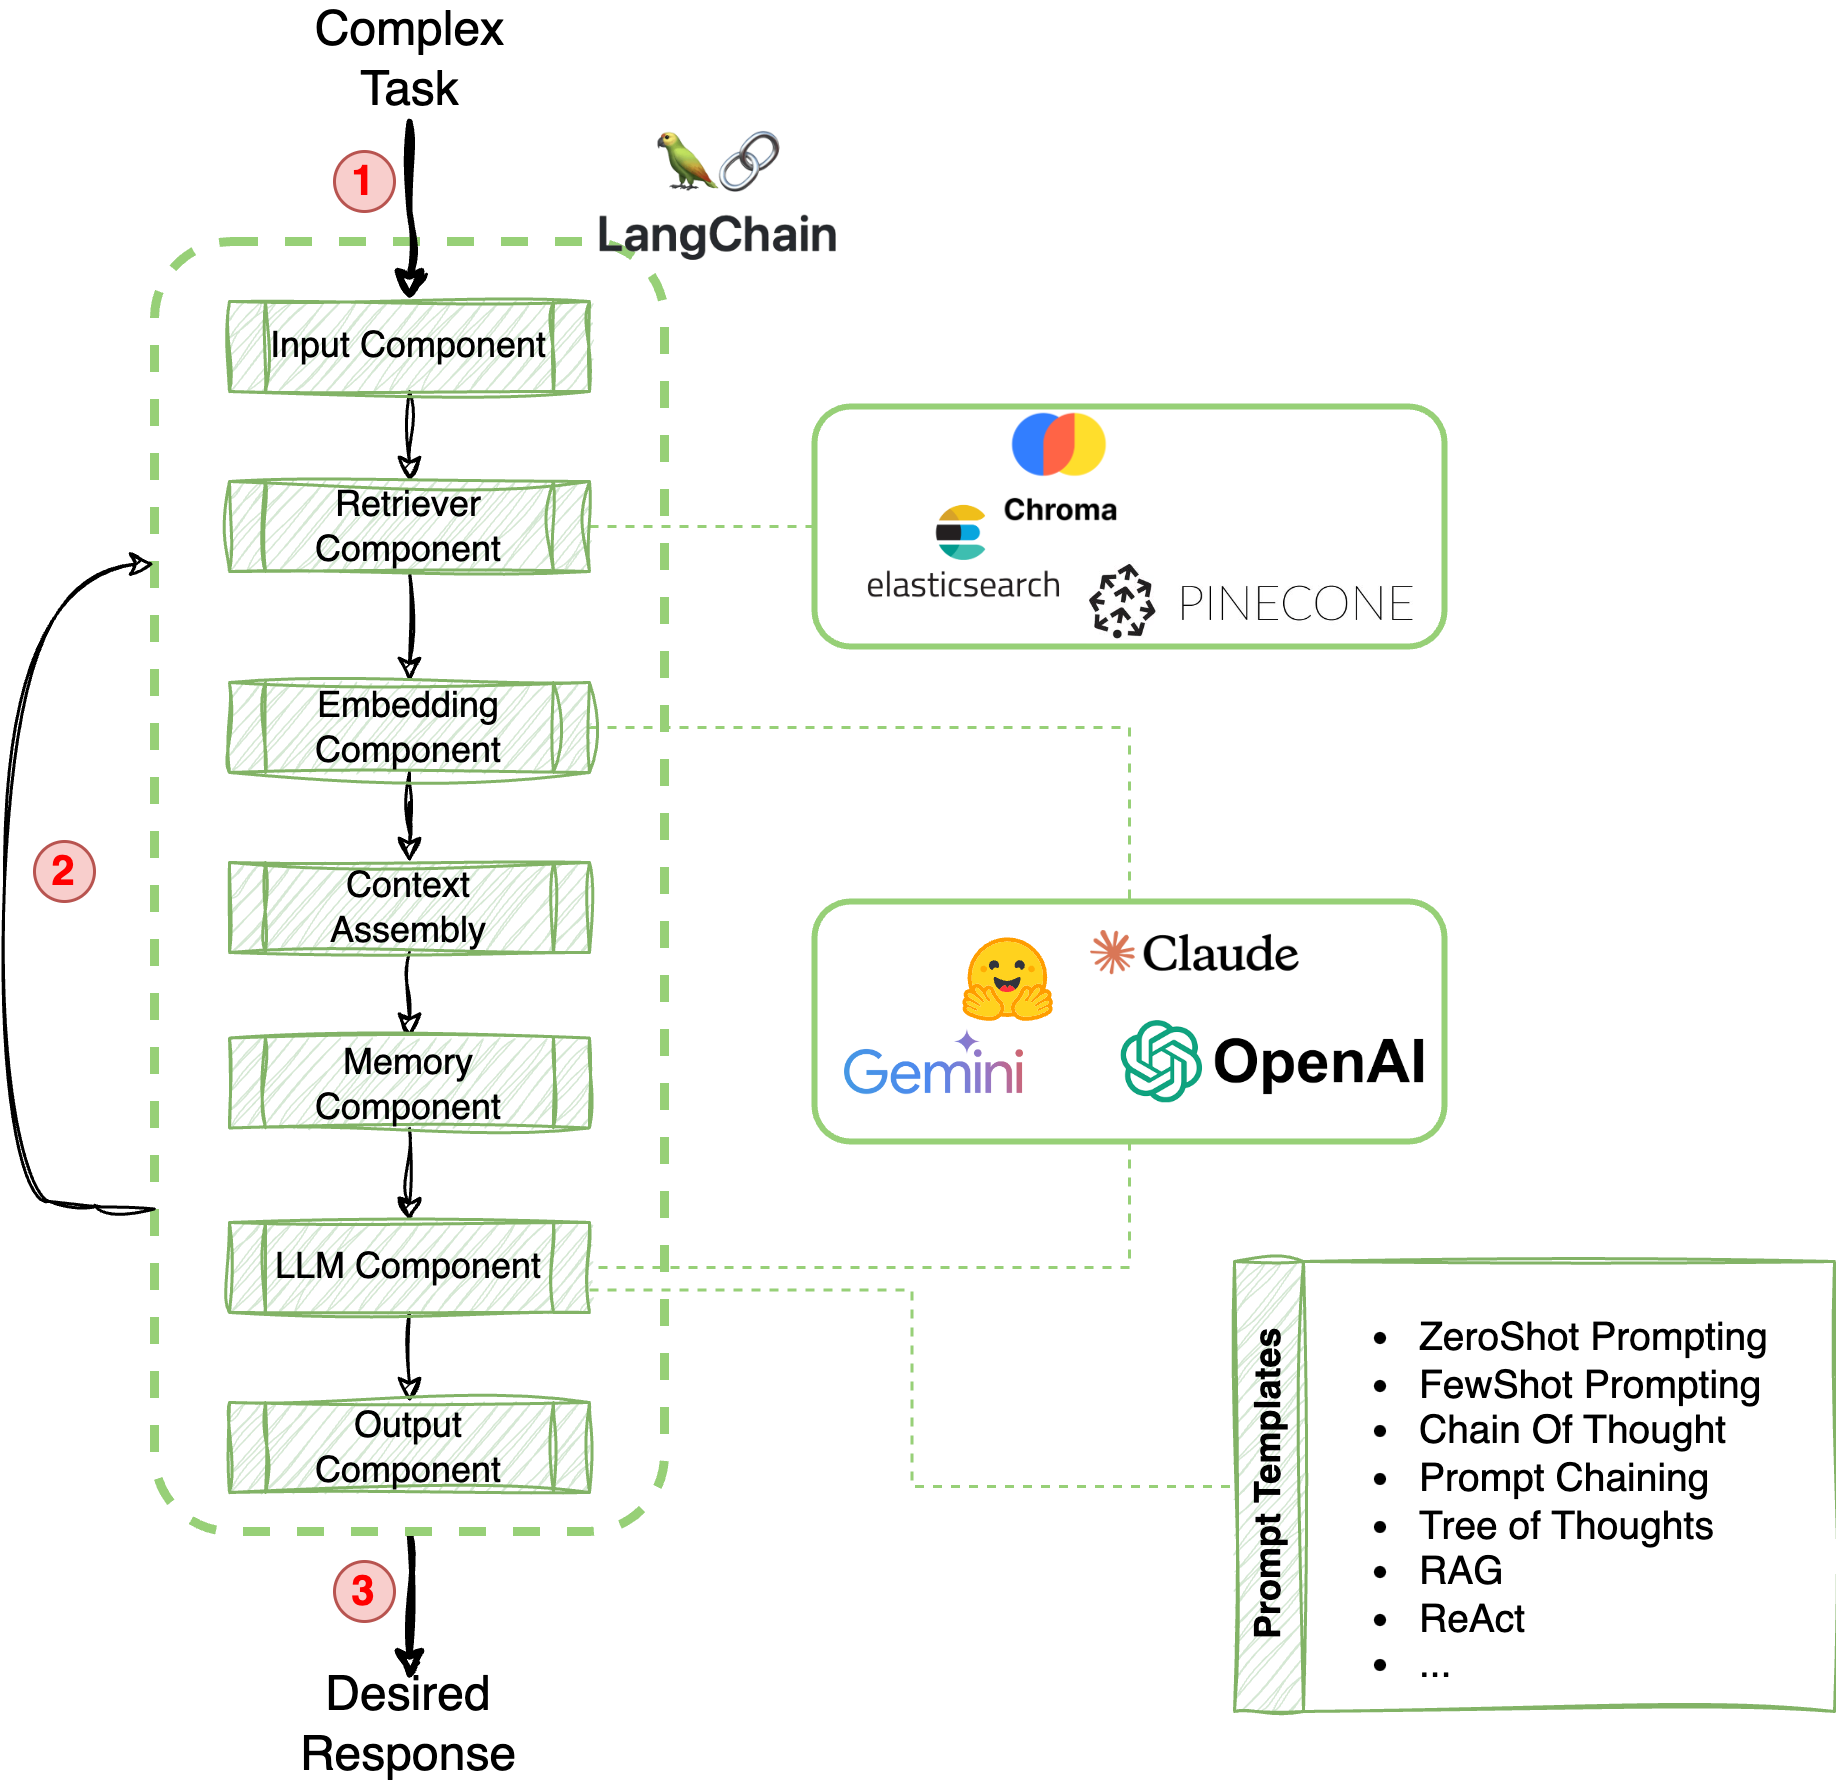 Complex
Task
1
LangChain
Input Component
Retriever
Component
Chroma
elasticsearch
PINECONE
Embedding
Component
2
Context
Assembly
Claude
Gemini
OpenAI
Memory
Component
LLM Component
Prompt Templates
• ZeroShot Prompting
• FewShot Prompting
• Chain Of Thought
• Prompt Chaining
• Tree of Thoughts
• RAG
• ReAct
• ...
Output
Component
3
Desired
Response